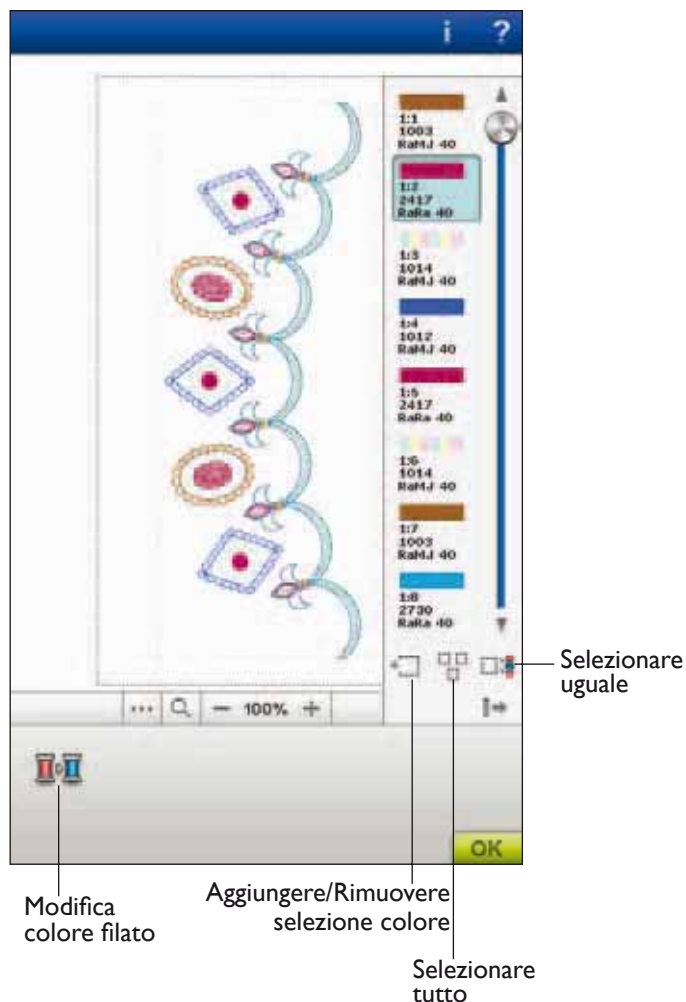 i ?
1:1
1003
RaMJ 40
1:2
2417
RaRa 40
1:3
1014
RaMJ 40
1:4
1012
RaMJ 40
1:5
2417
RaRa 40
1:6
1014
RaMJ 40
1:7
1003
RaMJ 40
1:8
2730
RaRa 40
... − 100% +
OK
Selezionare
uguale
Modifica
colore filato
Aggiungere/Rimuovere
selezione colore
Selezionare
tutto